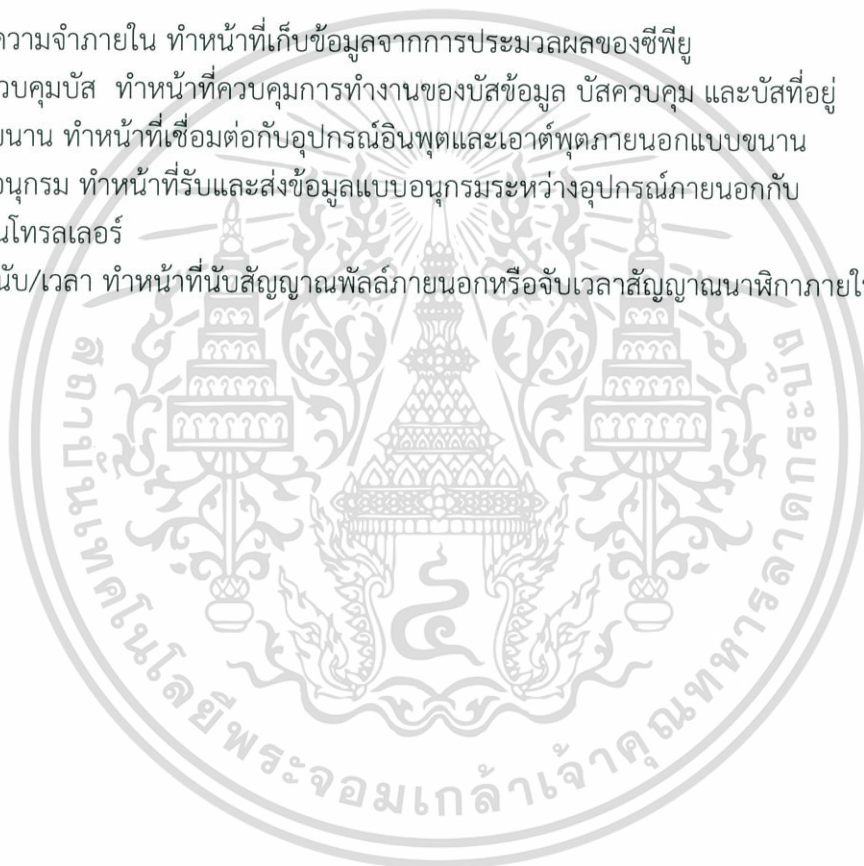 ความจำภายใน ทำหน้าที่เก็บข้อมูลจากการประมวลผลของซีพียู
วบคุมบัส ทำหน้าที่ควบคุมการทำงานของบัสข้อมูล บัสควบคุม และบัสที่อยู่
ขนาน ทำหน้าที่เชื่อมต่อกับอุปกรณ์อินพุตและเอาต์พุตภายนอกแบบขนาน
อนุกรม ทำหน้าที่รับและส่งข้อมูลแบบอนุกรมระหว่างอุปกรณ์ภายนอกกับ
นโทรลเลอร์
นับ/เวลา ทำหน้าที่นับสัญญาณพัลล์ภายนอกหรือจับเวลาสัญญาณนาฬิกาภายใ
สถาบันเทคโนโลยีพระจอมเกล้าเจ้าคุณทหารลาดกระบัง
๔